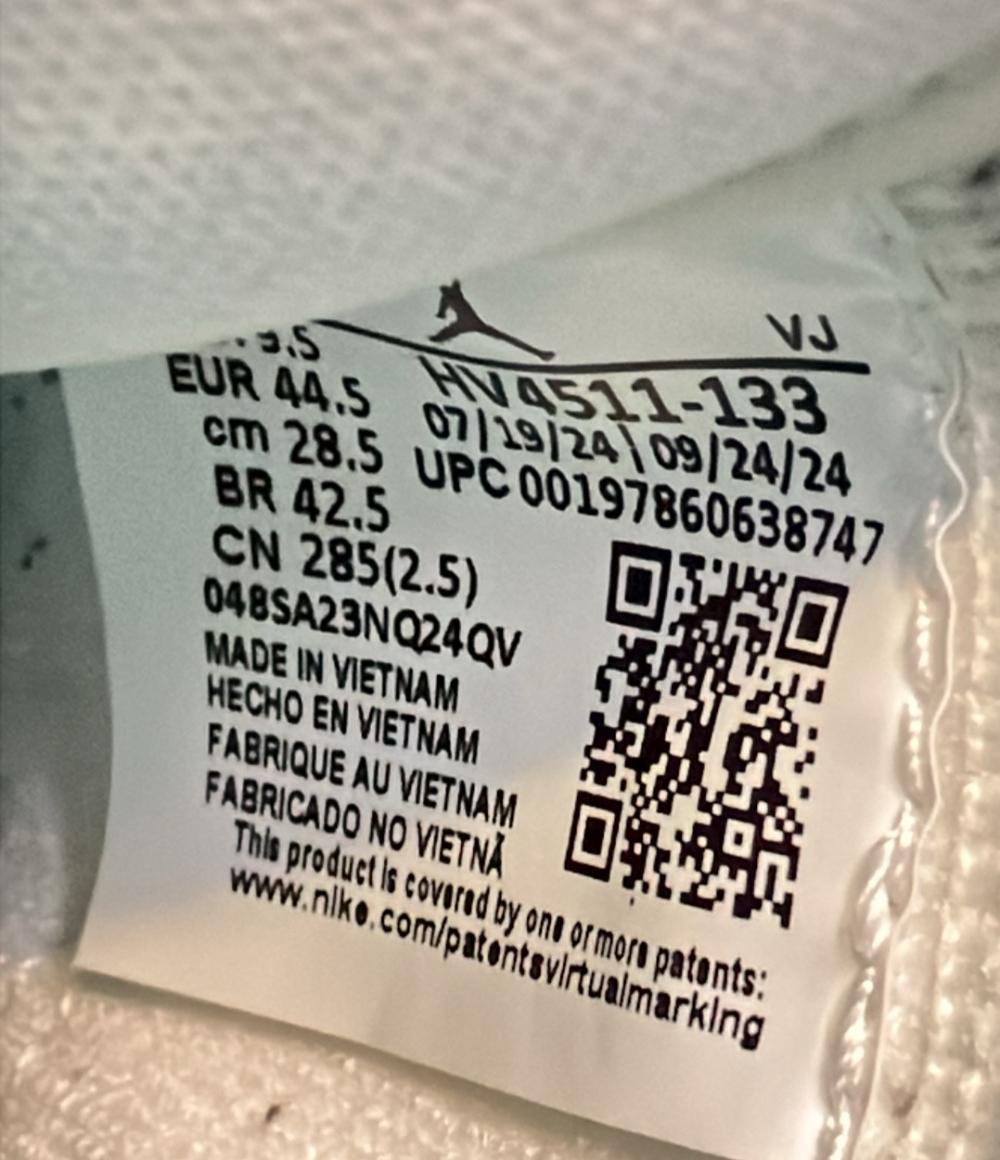 VJ
9.5
EUR 44.5
cm 28.5
BR 42.5
CN 285(2.5)
HV4511-133
07/19/24\09/24/24
UPC 00197860638747
048SA23NQ24QV
MADE IN VIETNAM
HECHO EN VIETNAM
FABRIQUE AU VIETNAM
FABRICADO NO VIETNÃ
This product is covered by one or more patents:
www.nike.com/patentsvirtualmarking